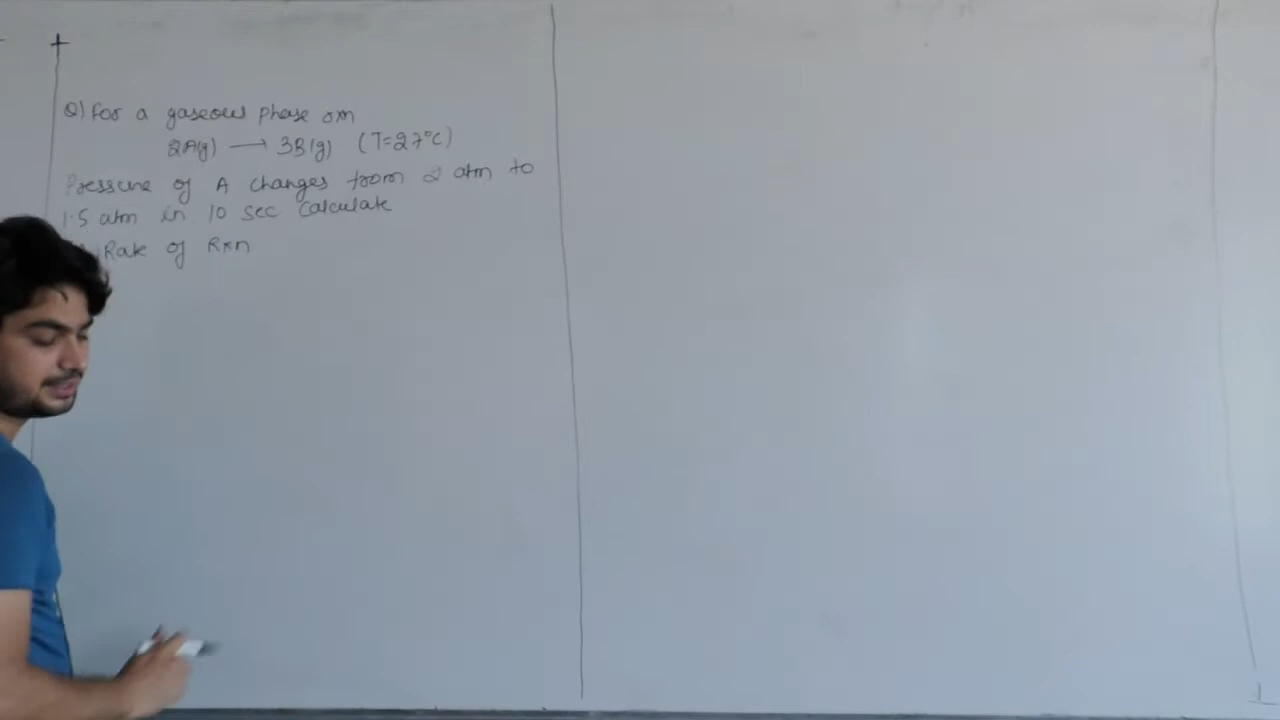 Q) For a gaseous phase rxn
2A(g) → 3B(g) (T=27°C)
Pressure of A changes from 2 atm to
1.5 atm in 10 sec calculate
Rate of Rxn